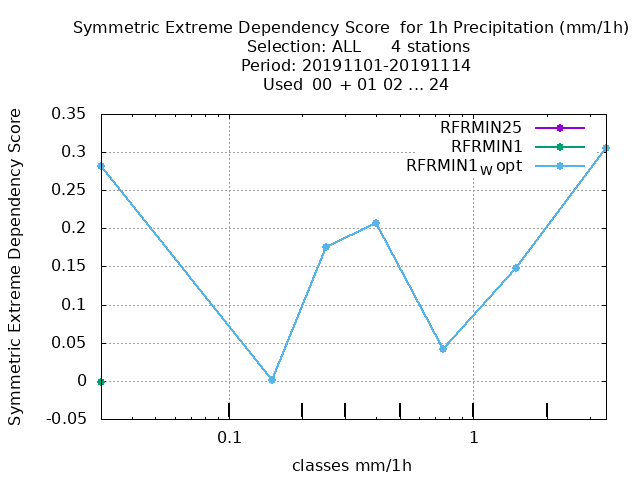 Symmetric Extreme Dependency Score  for 1h Precipitation (mm/1h)
Selection: ALL      4 stations
Period: 20191101-20191114
Used  00  + 01 02 ... 24
Symmetric Extreme Dependency Score
0.35
0.3
0.25
0.2
0.15
0.1
0.05
0
-0.05
RFRMIN25
RFRMIN1
RFRMIN1_W opt
0.1
1
classes mm/1h